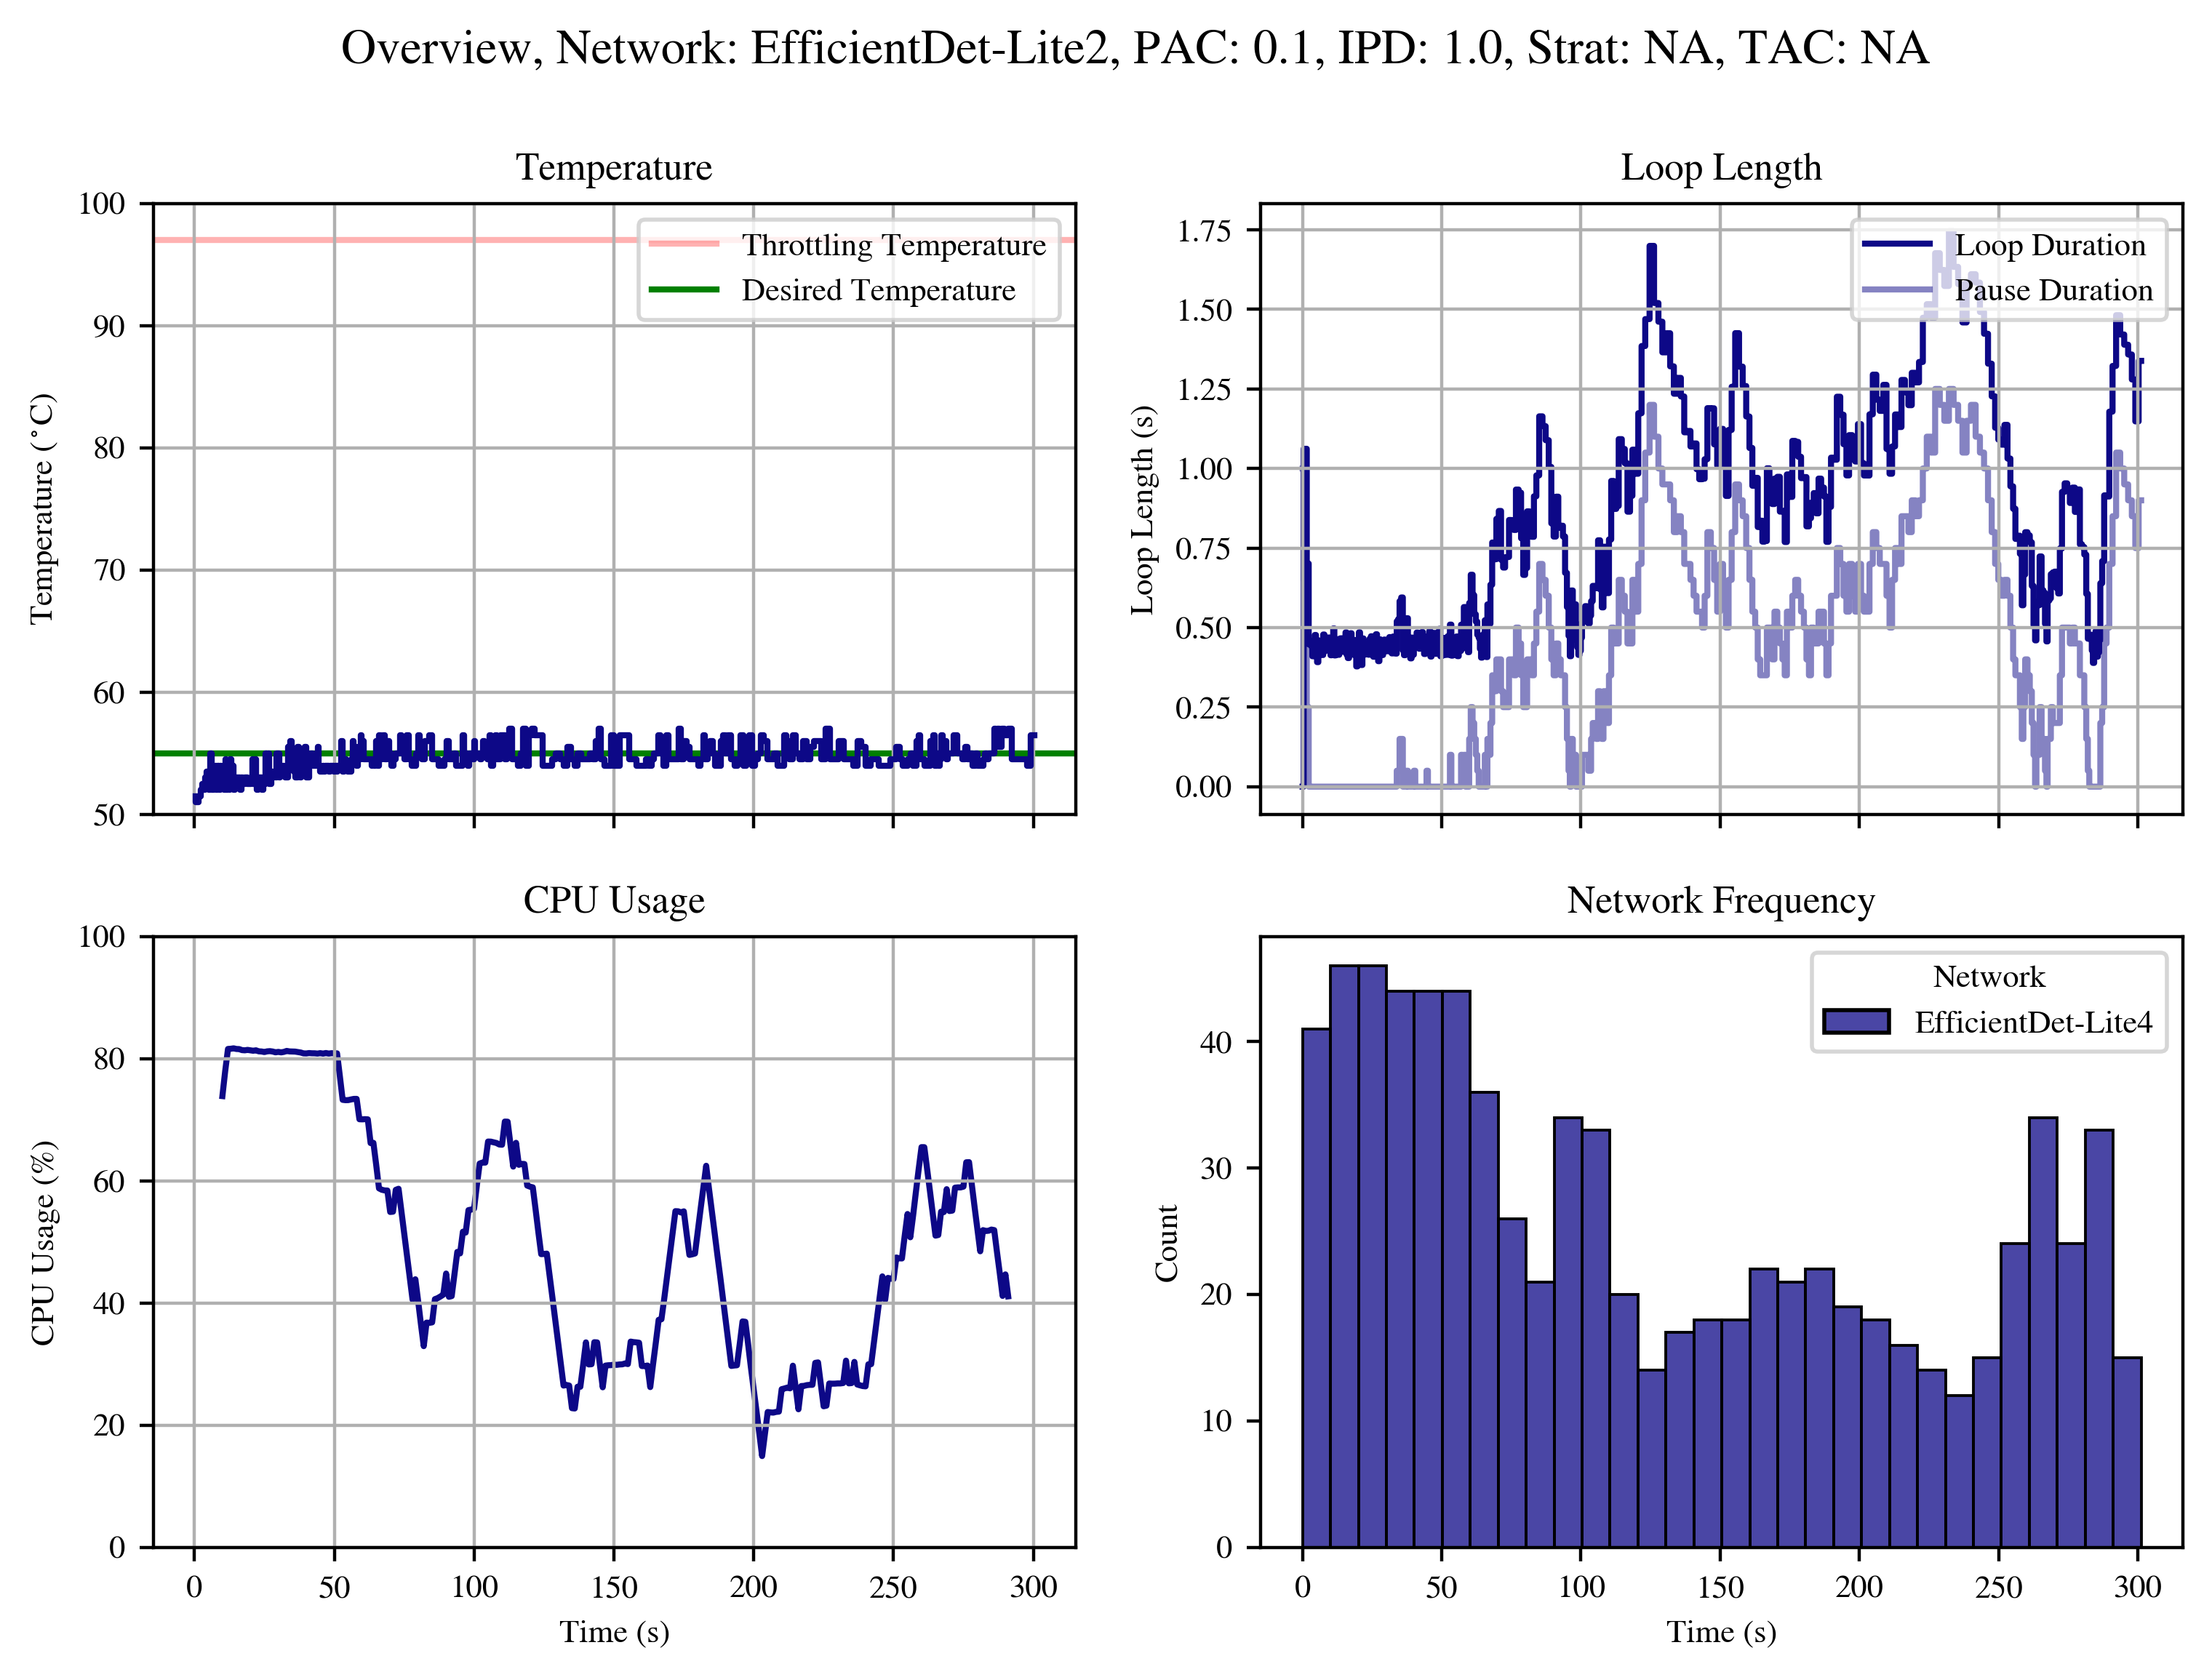 Overview, Network: EfficientDet-Lite2, PAC: 0.1, IPD: 1.0, Strat: NA, TAC: NA
Temperature
100
90
80
70
60
50
Temperature (°C)
Throttling Temperature
Desired Temperature
Loop Length
1.75
1.50
1.25
1.00
0.75
0.50
0.25
0.00
Loop Length (s)
Loop Duration
Pause Duration
CPU Usage
100
80
60
40
20
0
CPU Usage (%)
0 50 100 150 200 250 300
Time (s)
Network Frequency
40
30
20
10
0
Count
Network
EfficientDet-Lite4
0 50 100 150 200 250 300
Time (s)